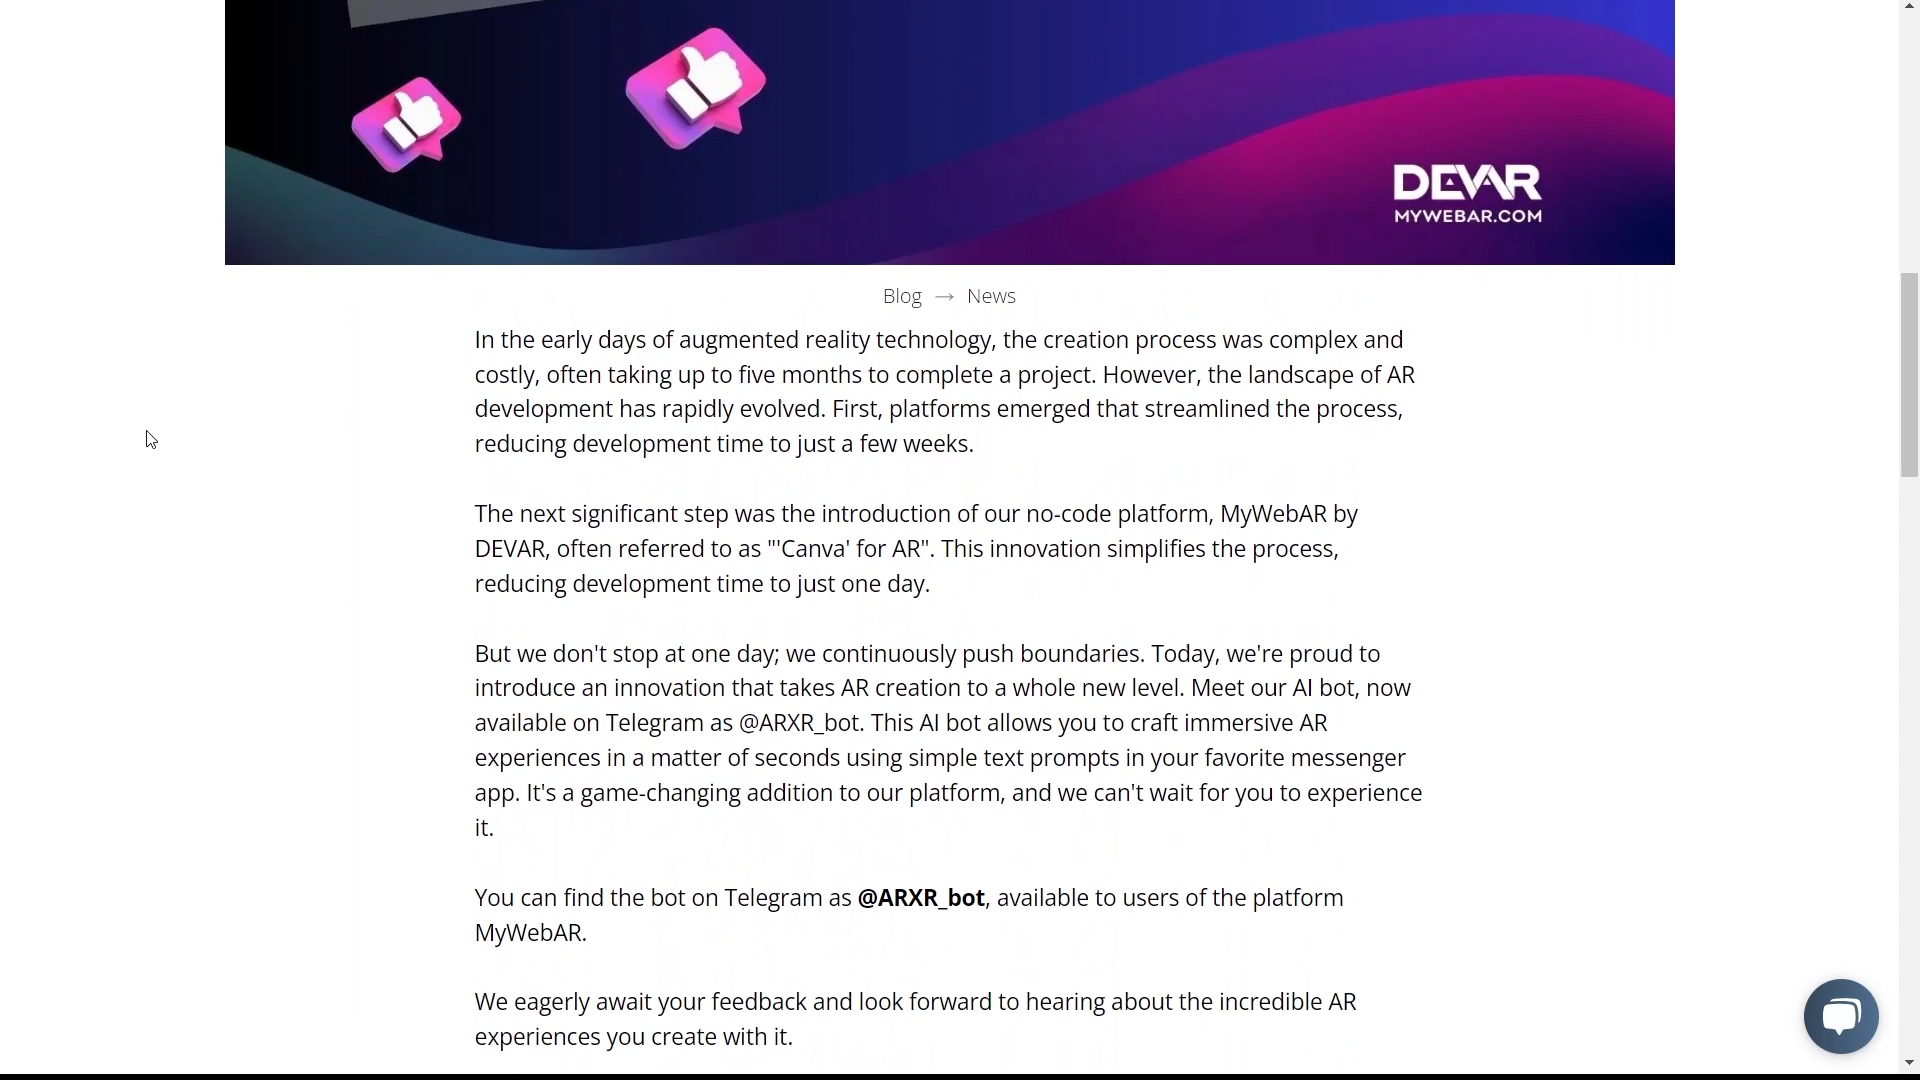 DEVAR
MYWEBAR.COM
Blog → News
In the early days of augmented reality technology, the creation process was complex and
costly, often taking up to five months to complete a project. However, the landscape of AR
development has rapidly evolved. First, platforms emerged that streamlined the process,
reducing development time to just a few weeks.
The next significant step was the introduction of our no-code platform, MyWebAR by
DEVAR, often referred to as "'Canva' for AR". This innovation simplifies the process,
reducing development time to just one day.
But we don't stop at one day; we continuously push boundaries. Today, we're proud to
introduce an innovation that takes AR creation to a whole new level. Meet our AI bot, now
available on Telegram as @ARXR_bot. This AI bot allows you to craft immersive AR
experiences in a matter of seconds using simple text prompts in your favorite messenger
app. It's a game-changing addition to our platform, and we can't wait for you to experience
it.
You can find the bot on Telegram as @ARXR_bot, available to users of the platform
MyWebAR.
We eagerly await your feedback and look forward to hearing about the incredible AR
experiences you create with it.